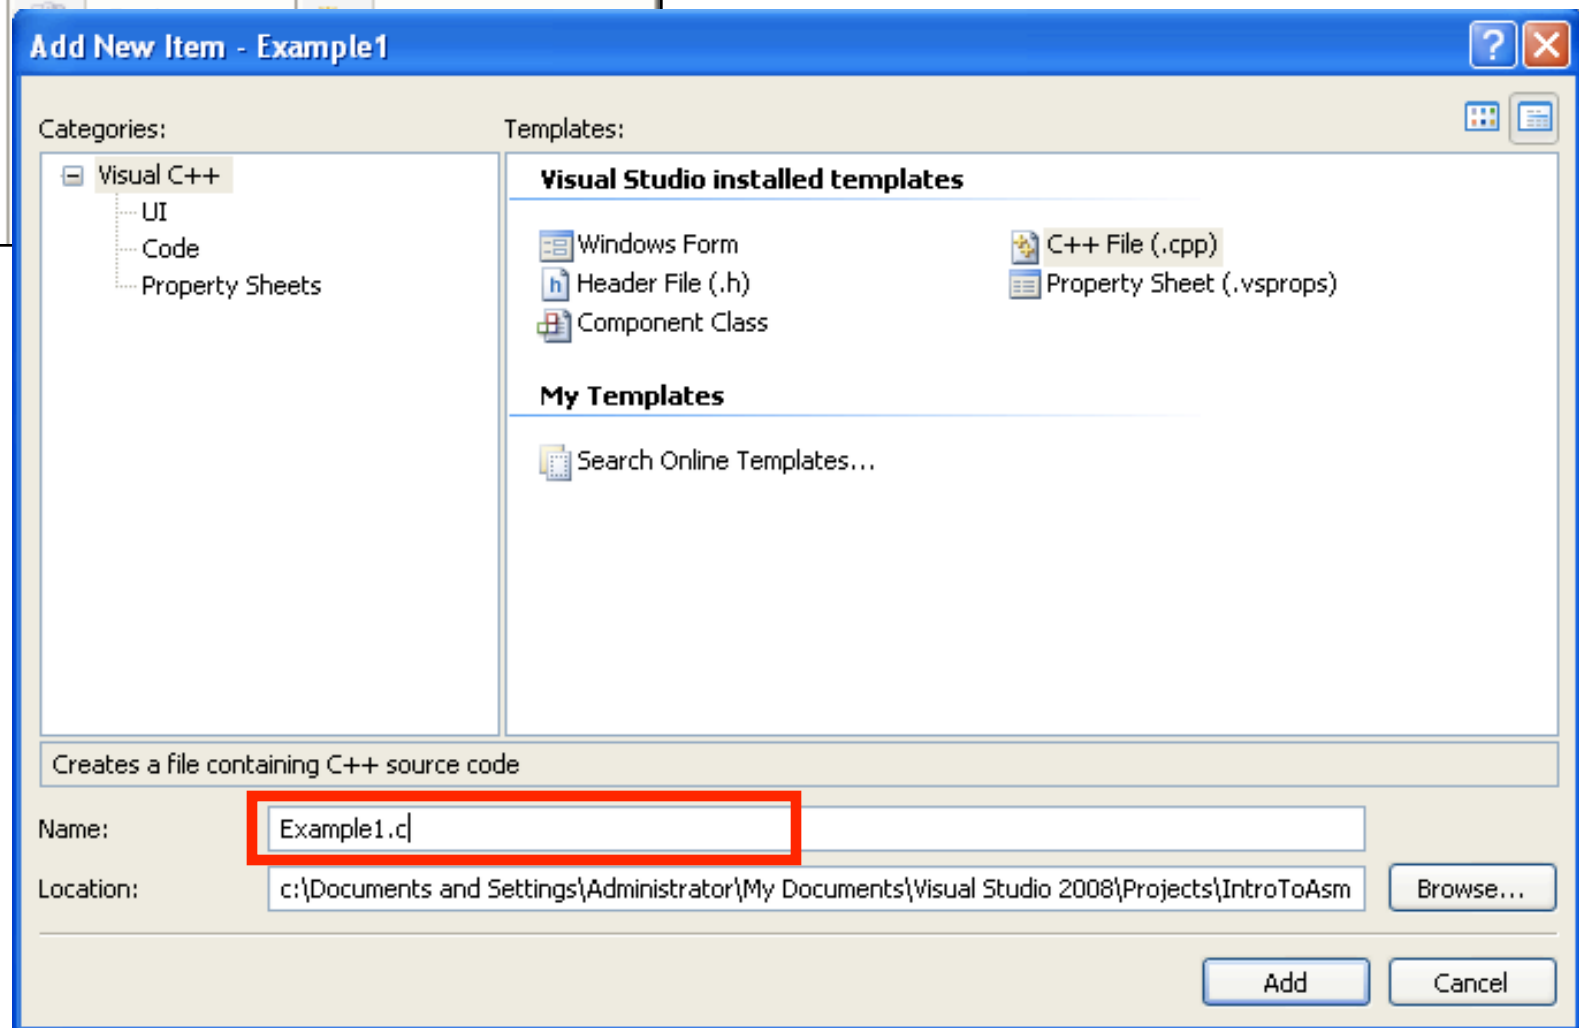 Add New Item - Example1
Categories:
Templates:
Visual C++
UI
Code
Property Sheets
Visual Studio installed templates
Windows Form
C++ File (.cpp)
Header File (.h)
Property Sheet (.vsprops)
Component Class
My Templates
Search Online Templates...
Creates a file containing C++ source code
Name:
Example1.c
Location:
c:\Documents and Settings\Administrator\My Documents\Visual Studio 2008\Projects\IntroToAsm
Browse...
Add
Cancel